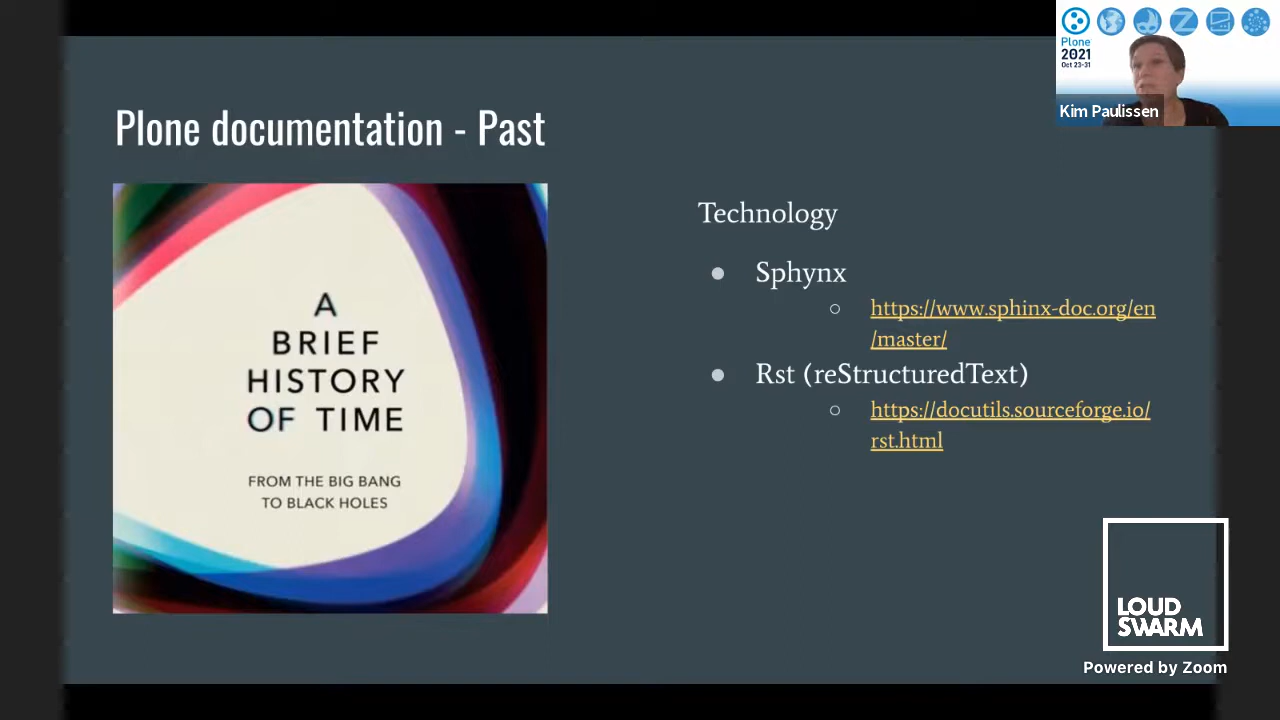 Plone
2021
Oct 23-31
Kim Paulissen
Plone documentation - Past
A
BRIEF
HISTORY
OF TIME
FROM THE BIG BANG
TO BLACK HOLES
Technology
Sphynx
https://www.sphinx-doc.org/en
/master/
Rst (reStructuredText)
https://docutils.sourceforge.io/
rst.html
LOUD
SWARM
Powered by Zoom